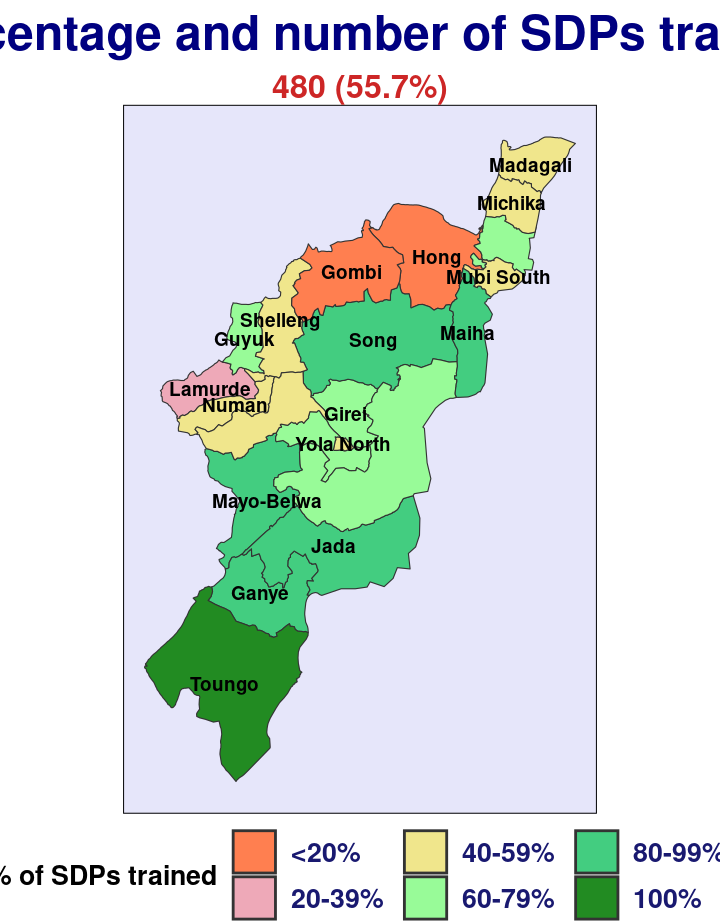 centage and number of SDPs tra
480 (55.7%)
Madagali
Michika
Hong
Gombi
Mubi South
Shelleng
Maiha
Guyuk
Song
Lamurde
Numan
Girei
Yola North
Mayo-Belwa
Jada
Ganye
Toungo
<20% 40-59% 80-99%
% of SDPs trained
20-39% 60-79% 100%